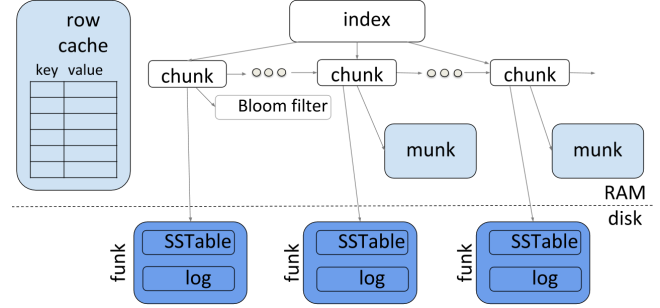 row
cache
key value
index
chunk
chunk
chunk
Bloom filter
munk
munk
RAM
disk
funk
SSTable
log
funk
SSTable
log
funk
SSTable
log